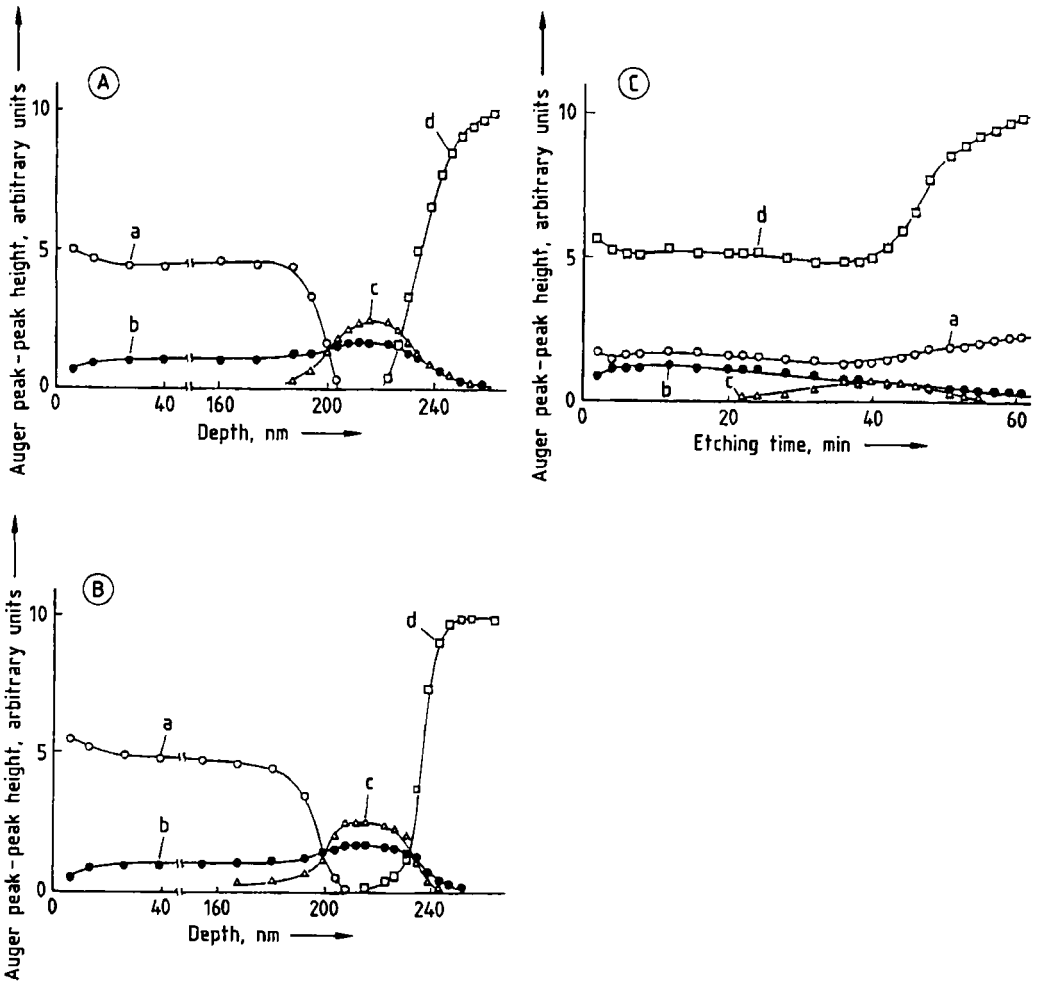 A
Auger peak-peak height, arbitrary units
10
5
0
a
b
c
d
0
40
160
200
240
Depth, nm
C
Auger peak-peak height, arbitrary units
10
5
0
d
a
b
c
0
20
40
60
Etching time, min
B
Auger peak-peak height, arbitrary units
10
5
0
a
b
c
d
0
40
160
200
240
Depth, nm